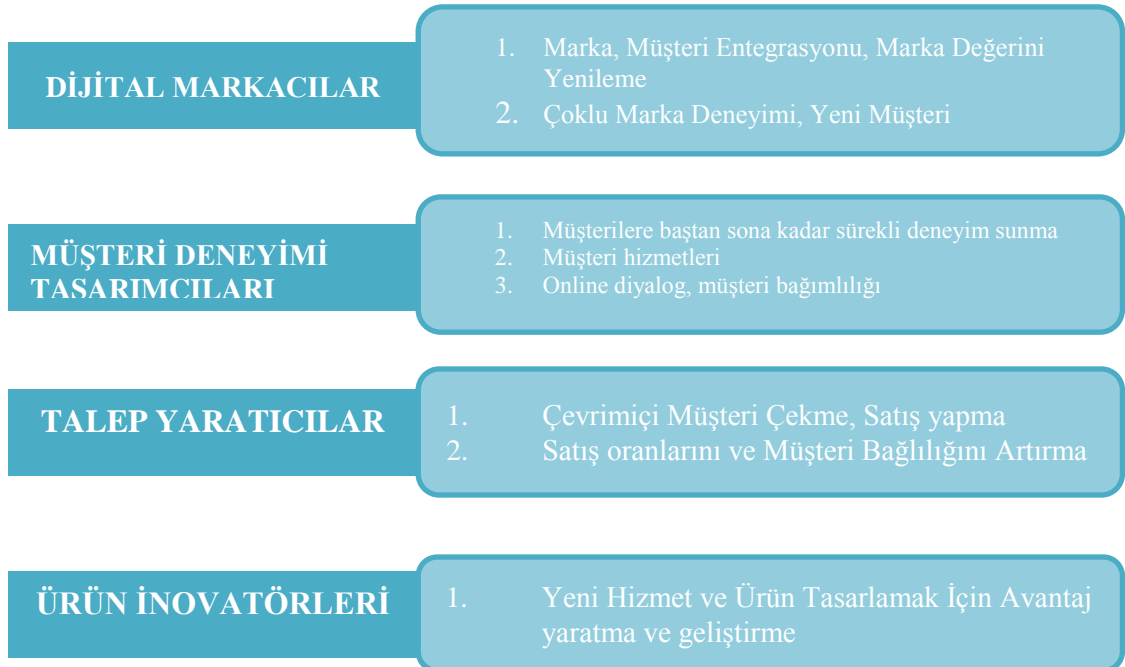 DİJİTAL MARKACILAR
1. Marka, Müşteri Entegrasyonu, Marka Değerini
Yenileme
2. Çoklu Marka Deneyimi, Yeni Müşteri
MÜŞTERİ DENEYİMİ
TASARIMCILARI
1. Müşterilere baştan sona kadar sürekli deneyim sunma
2. Müşteri hizmetleri
3. Online diyalog, müşteri bağımlılığı
TALEP YARATICILAR
1. Çevrimiçi Müşteri Çekme, Satış yapma
2. Satış oranlarını ve Müşteri Bağlılığını Artırma
ÜRÜN İNOVATÖRLERİ
1. Yeni Hizmet ve Ürün Tasarlamak İçin Avantaj
yaratma ve geliştirme